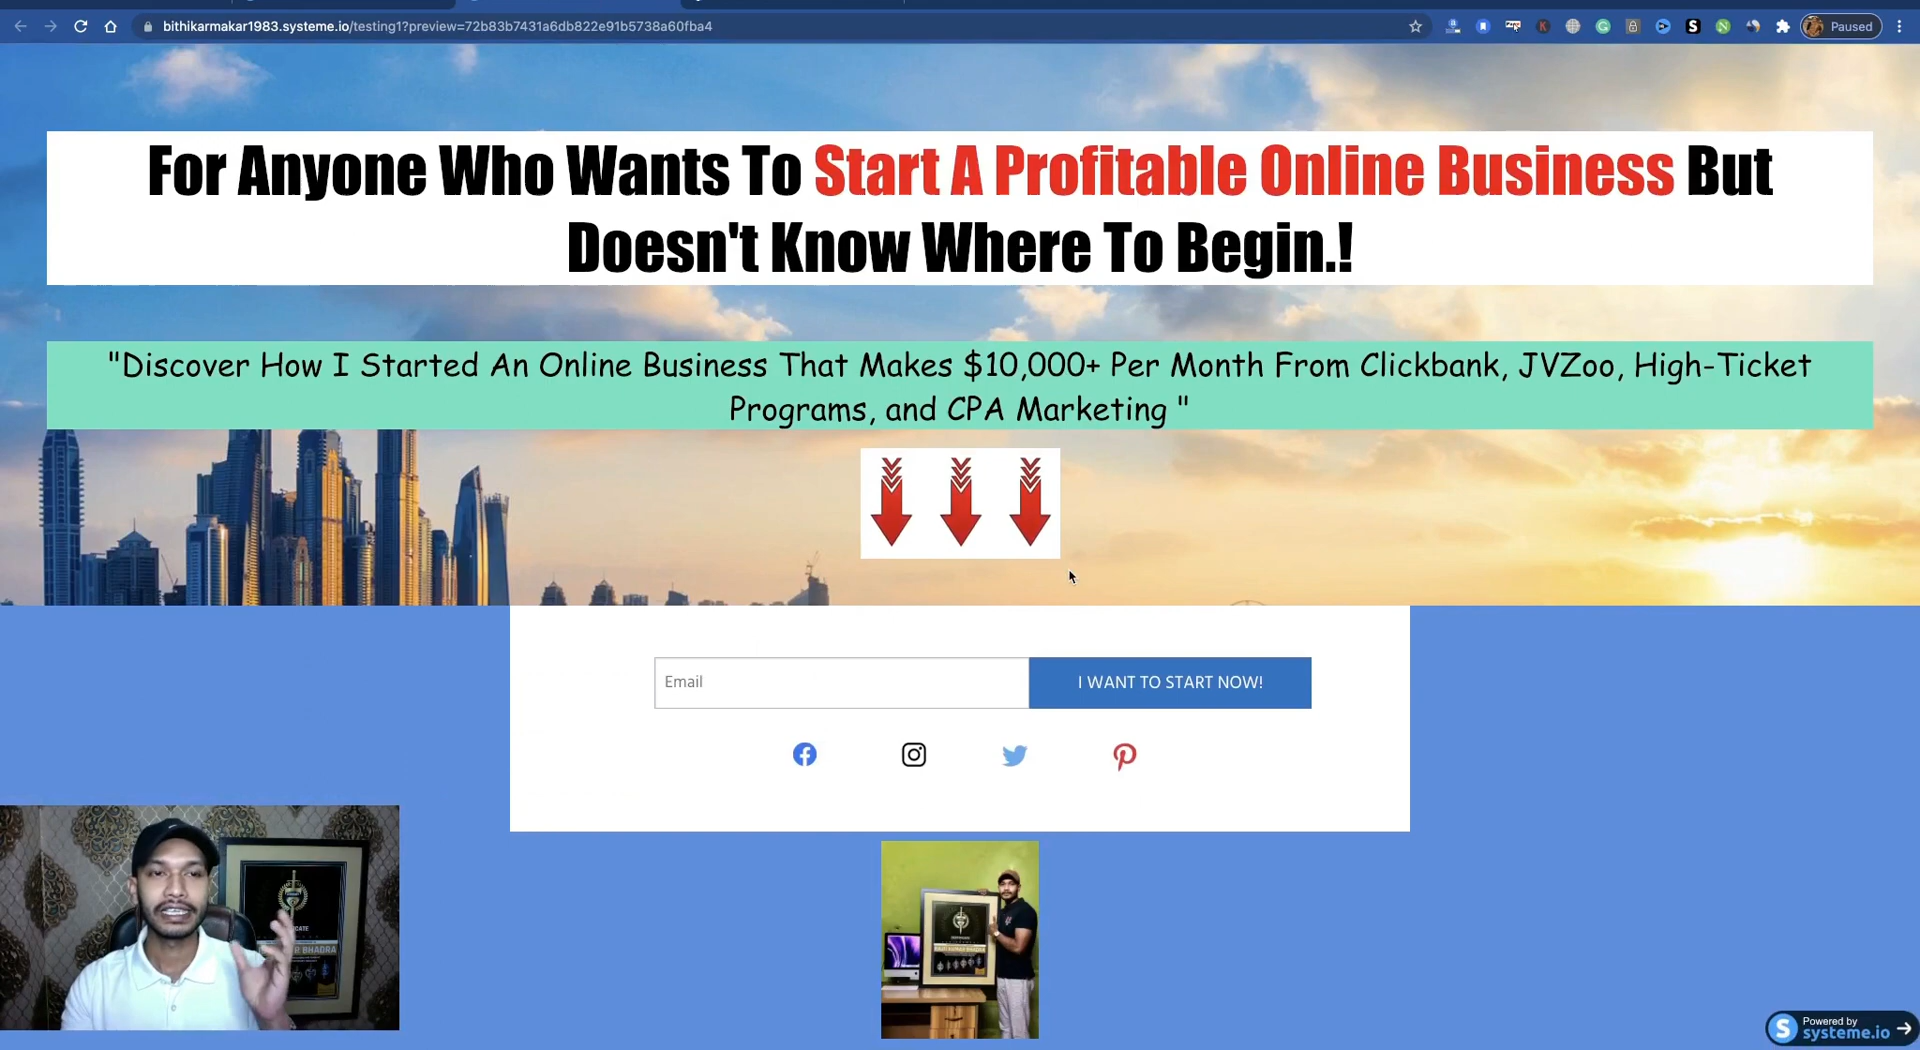 bithikarmakar1983.systeme.io/testing1?preview=72b83b7431a6db822e91b5738a60fba4
Paused
For Anyone Who Wants To Start A Profitable Online Business But
Doesn't Know Where To Begin.!
"Discover How I Started An Online Business That Makes $10,000+ Per Month From Clickbank, JVZoo, High-Ticket
Programs, and CPA Marketing "
Email
I WANT TO START NOW!
BHADRA
Powered by
systeme.io